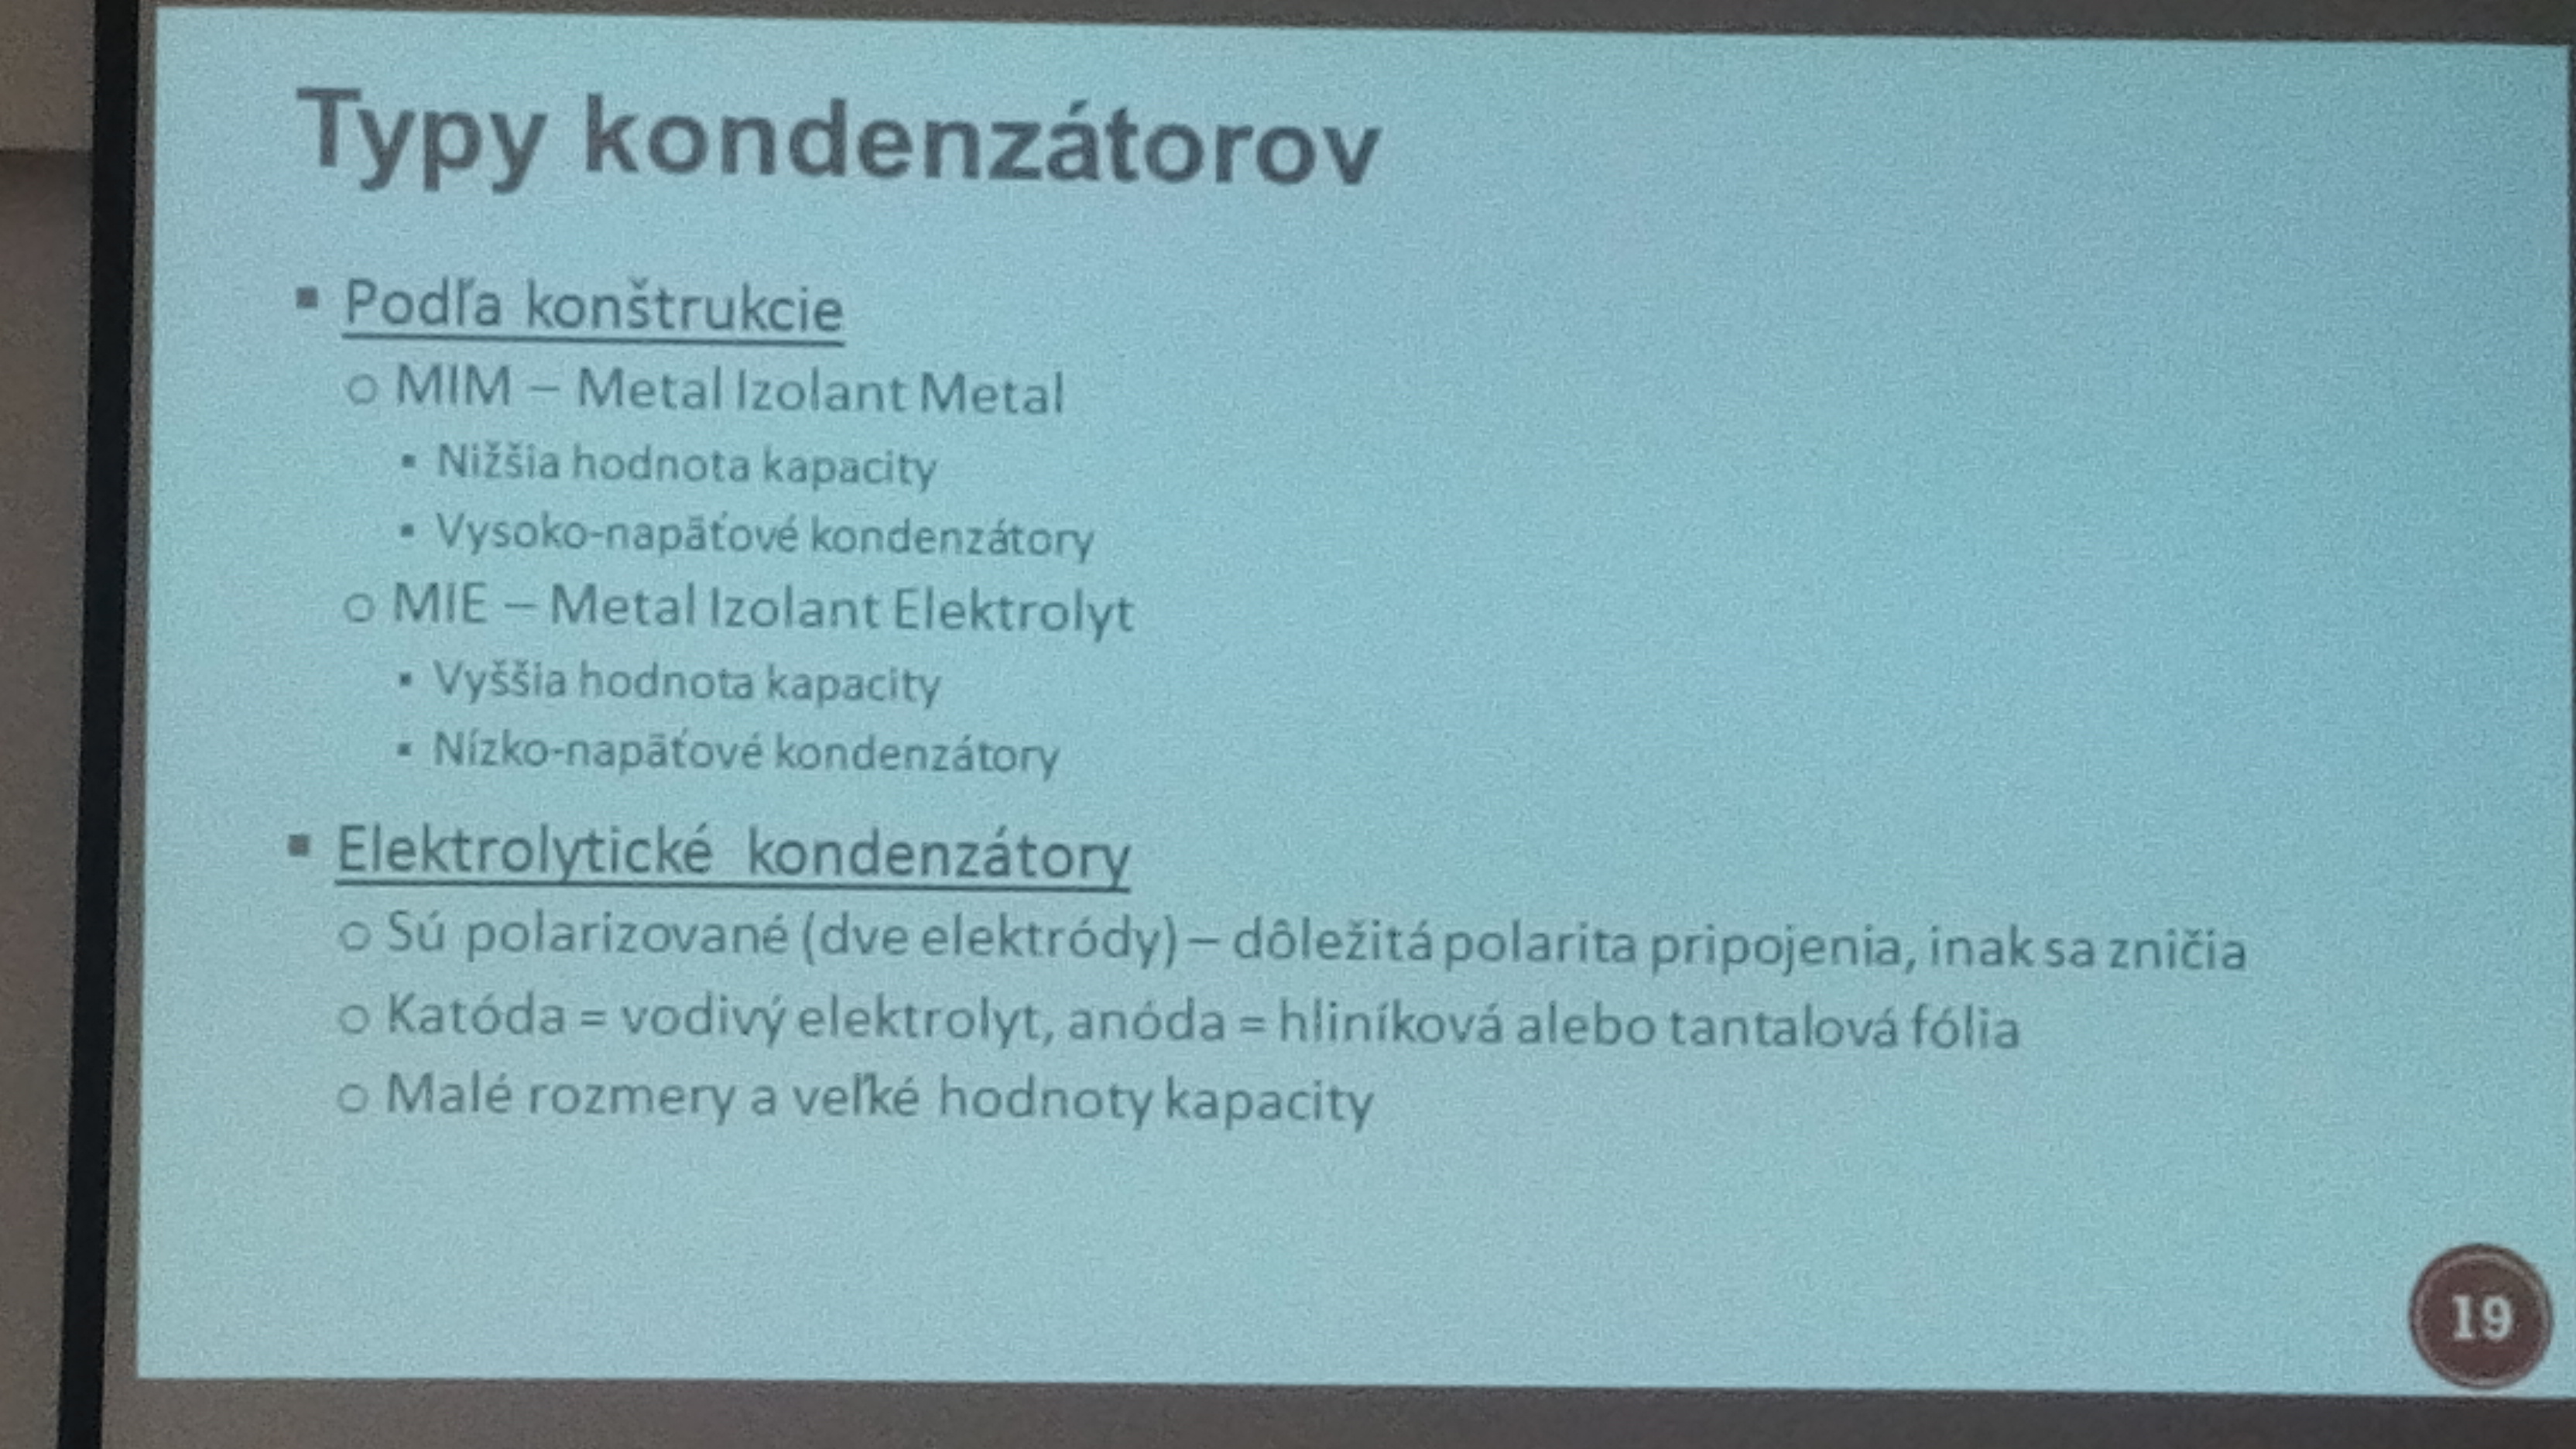 Typy kondenzátorov
▪ Podľa konštrukcie
o MIM – Metal Izolant Metal
▪ Nižšia hodnota kapacity
▪ Vysoko-napäťové kondenzátory
o MIE – Metal Izolant Elektrolyt
▪ Vyššia hodnota kapacity
▪ Nízko-napäťové kondenzátory
▪ Elektrolytické kondenzátory
o Sú polarizované (dve elektródy) – dôležitá polarita pripojenia, inak sa zničia
o Katóda = vodivý elektrolyt, anóda = hliníková alebo tantalová fólia
o Malé rozmery a veľké hodnoty kapacity
19